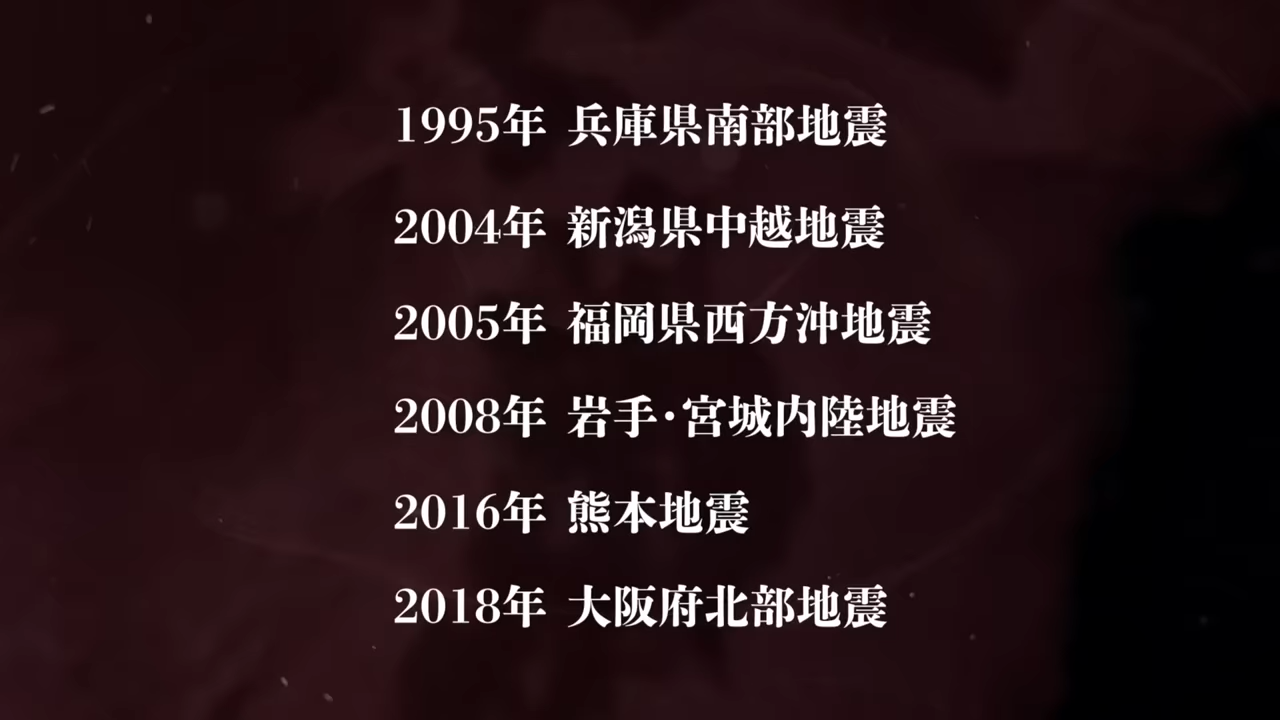 1995年 兵庫県南部地震
2004年 新潟県中越地震
2005年 福岡県西方沖地震
2008年 岩手・宮城内陸地震
2016年 熊本地震
2018年 大阪府北部地震